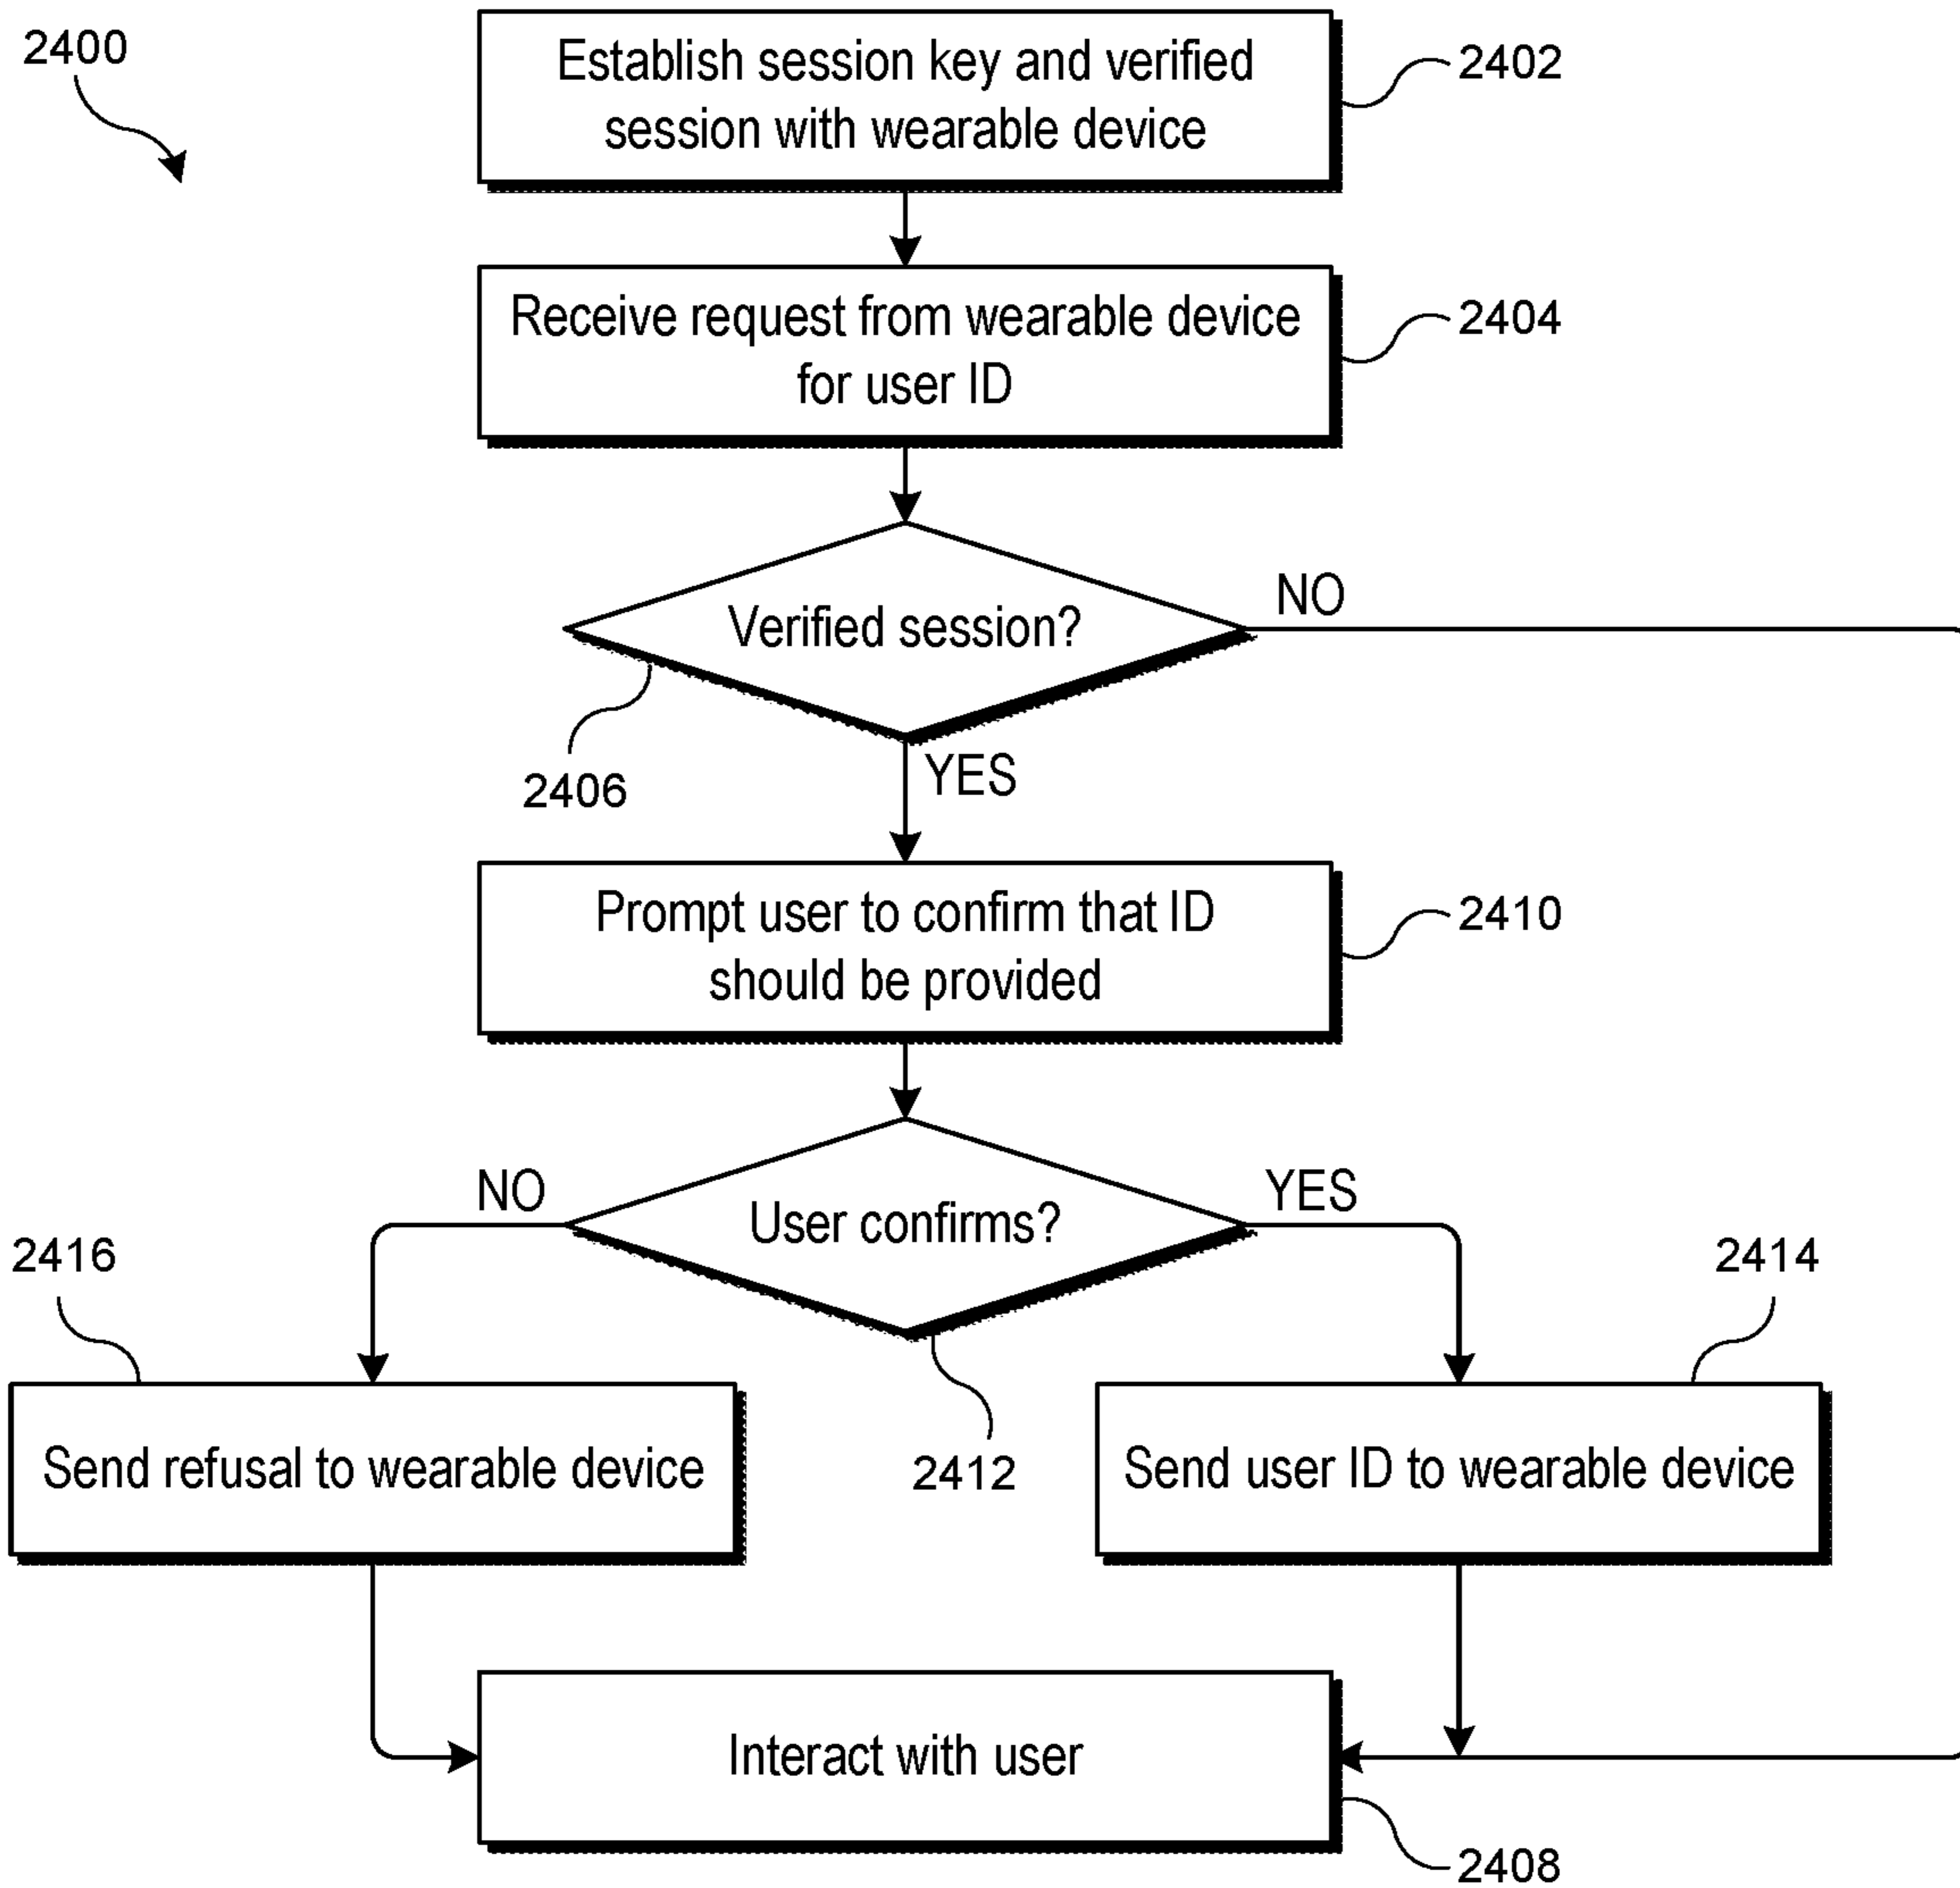 2400
Establish session key and verified
session with wearable device
2402
Receive request from wearable device
for user ID
2404
Verified session?
NO
2406
YES
Prompt user to confirm that ID
should be provided
2410
NO
User confirms?
YES
2416
2414
Send refusal to wearable device
2412
Send user ID to wearable device
Interact with user
2408